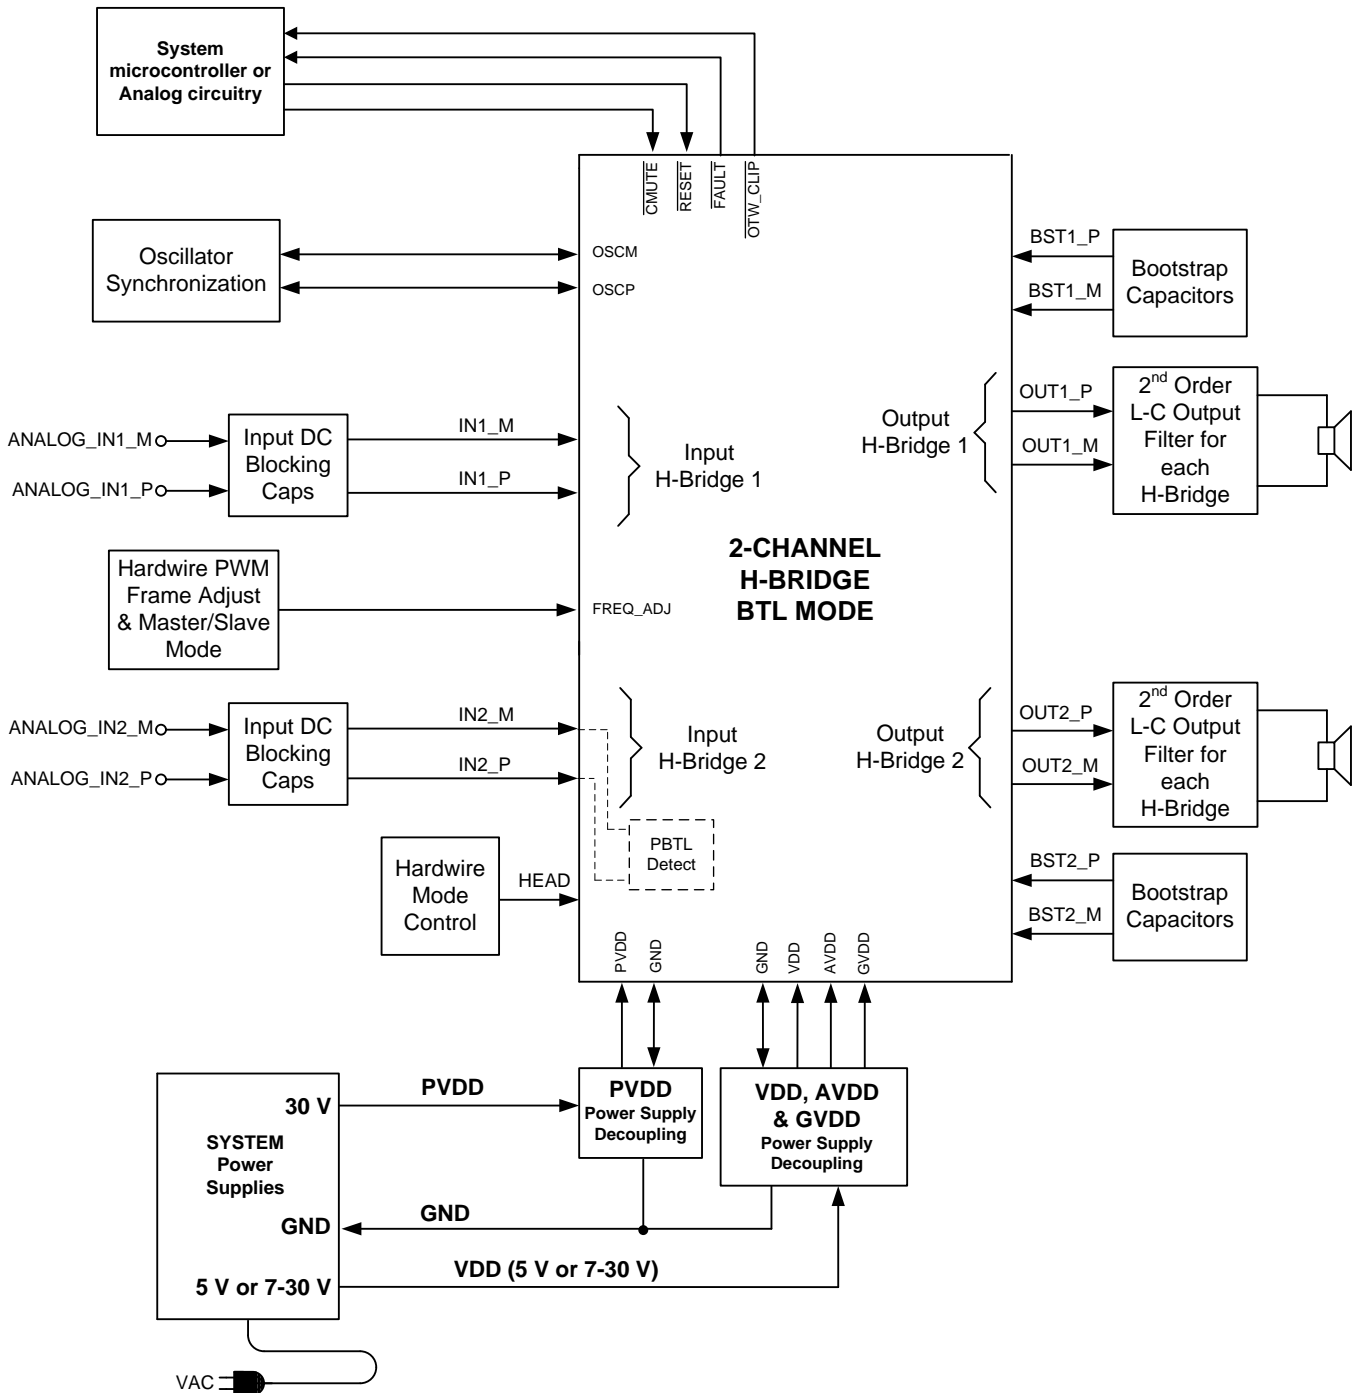 System
microcontroller or
Analog circuitry
CMUTE
RESET
FAULT
OTW_CLIP
Oscillator
Synchronization
OSCM
OSCP
BST1_P
BST1_M
Bootstrap
Capacitors
ANALOG_IN1_M
ANALOG_IN1_P
Input DC
Blocking
Caps
IN1_M
IN1_P
Input
H-Bridge 1
Output
H-Bridge 1
OUT1_P
OUT1_M
2nd Order
L-C Output
Filter for
each
H-Bridge
2-CHANNEL
H-BRIDGE
BTL MODE
Hardwire PWM
Frame Adjust
& Master/Slave
Mode
FREQ_ADJ
ANALOG_IN2_M
ANALOG_IN2_P
Input DC
Blocking
Caps
IN2_M
IN2_P
Input
H-Bridge 2
Output
H-Bridge 2
OUT2_P
OUT2_M
2nd Order
L-C Output
Filter for
each
H-Bridge
PBTL
Detect
Hardwire
Mode
Control
HEAD
BST2_P
BST2_M
Bootstrap
Capacitors
PVDD
GND
GND
VDD
AVDD
GVDD
30 V
SYSTEM
Power
Supplies
GND
5 V or 7-30 V
PVDD
PVDD
Power Supply
Decoupling
VDD, AVDD
& GVDD
Power Supply
Decoupling
GND
VDD (5 V or 7-30 V)
VAC